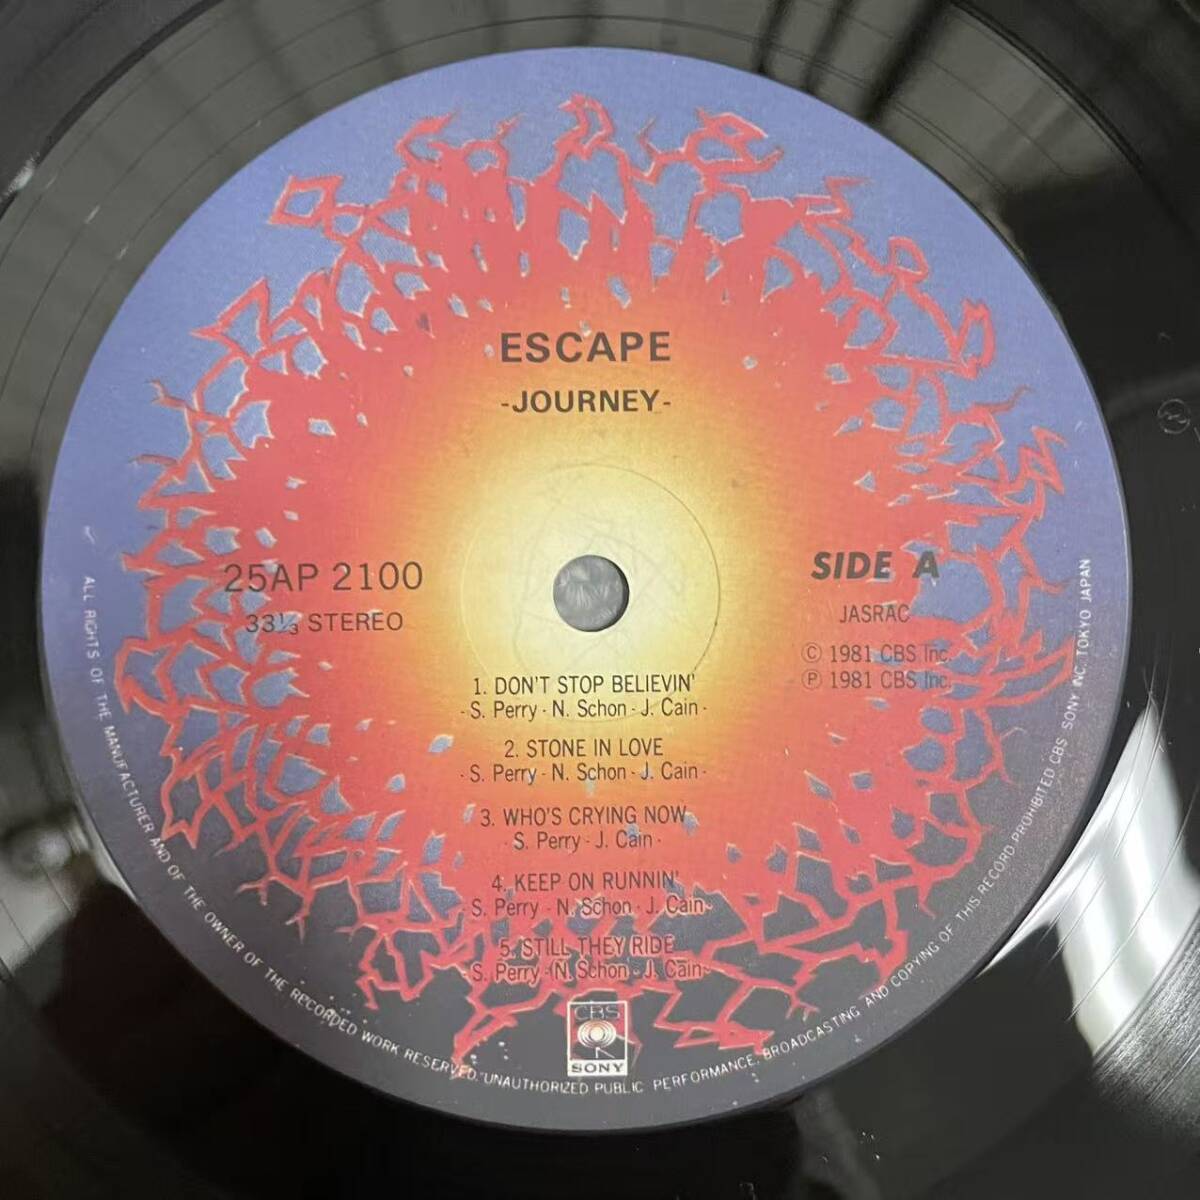 ESCAPE
-JOURNEY-
25AP 2100
33⅓ STEREO
SIDE A
JASRAC
Ⓒ 1981 CBS Inc.
Ⓟ 1981 CBS Inc.
1. DON'T STOP BELIEVIN'
- S. Perry - N. Schon - J. Cain -
2. STONE IN LOVE
- S. Perry - N. Schon - J. Cain -
3. WHO'S CRYING NOW
- S. Perry - J. Cain -
4. KEEP ON RUNNIN'
- S. Perry - N. Schon - J. Cain -
5. STILL THEY RIDE
- S. Perry - N. Schon - J. Cain -
CBS
SONY
ALL RIGHTS OF THE MANUFACTURER AND OF THE OWNER OF THE RECORDED WORK RESERVED. UNAUTHORIZED PUBLIC PERFORMANCE, BROADCASTING AND COPYING OF THIS RECORD PROHIBITED CBS SONY INC. TOKYO JAPAN